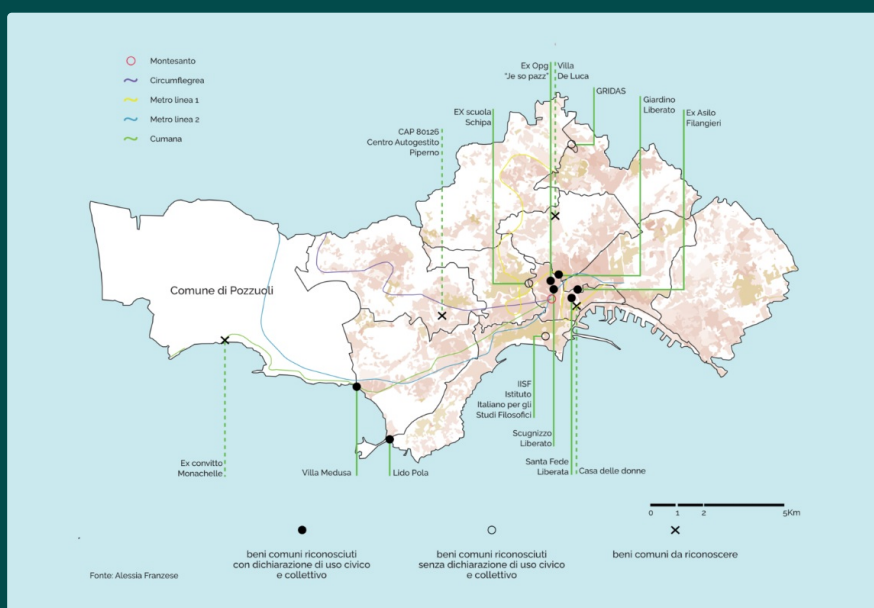 Montesanto
Circumflegrea
Metro linea 1
Metro linea 2
Cumana
CAP 80126
Centro Autogestito
Piperno
EX scuola
Schipa
Ex Opg
"Je so pazz"
Villa
De Luca
GRIDAS
Giardino
Liberato
Ex Asilo
Filangieri
Comune di Pozzuoli
Ex convitto
Monachelle
Villa Medusa
Lido Pola
IISF
Istituto
Italiano per gli
Studi Filosofici
Scugnizzo
Liberato
Santa Fede
Liberata
Casa delle donne
0 1 2 5Km
beni comuni riconosciuti
con dichiarazione di uso civico
e collettivo
beni comuni riconosciuti
senza dichiarazione di uso civico
e collettivo
beni comuni da riconoscere
Fonte: Alessia Franzese